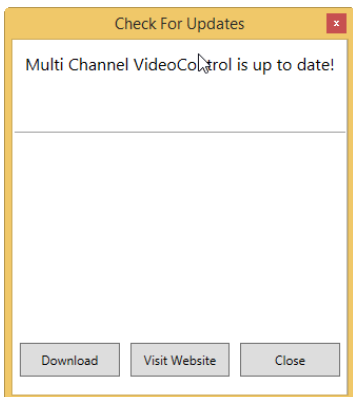 Check For Updates
x
Multi Channel VideoControl is up to date!
Download Visit Website Close